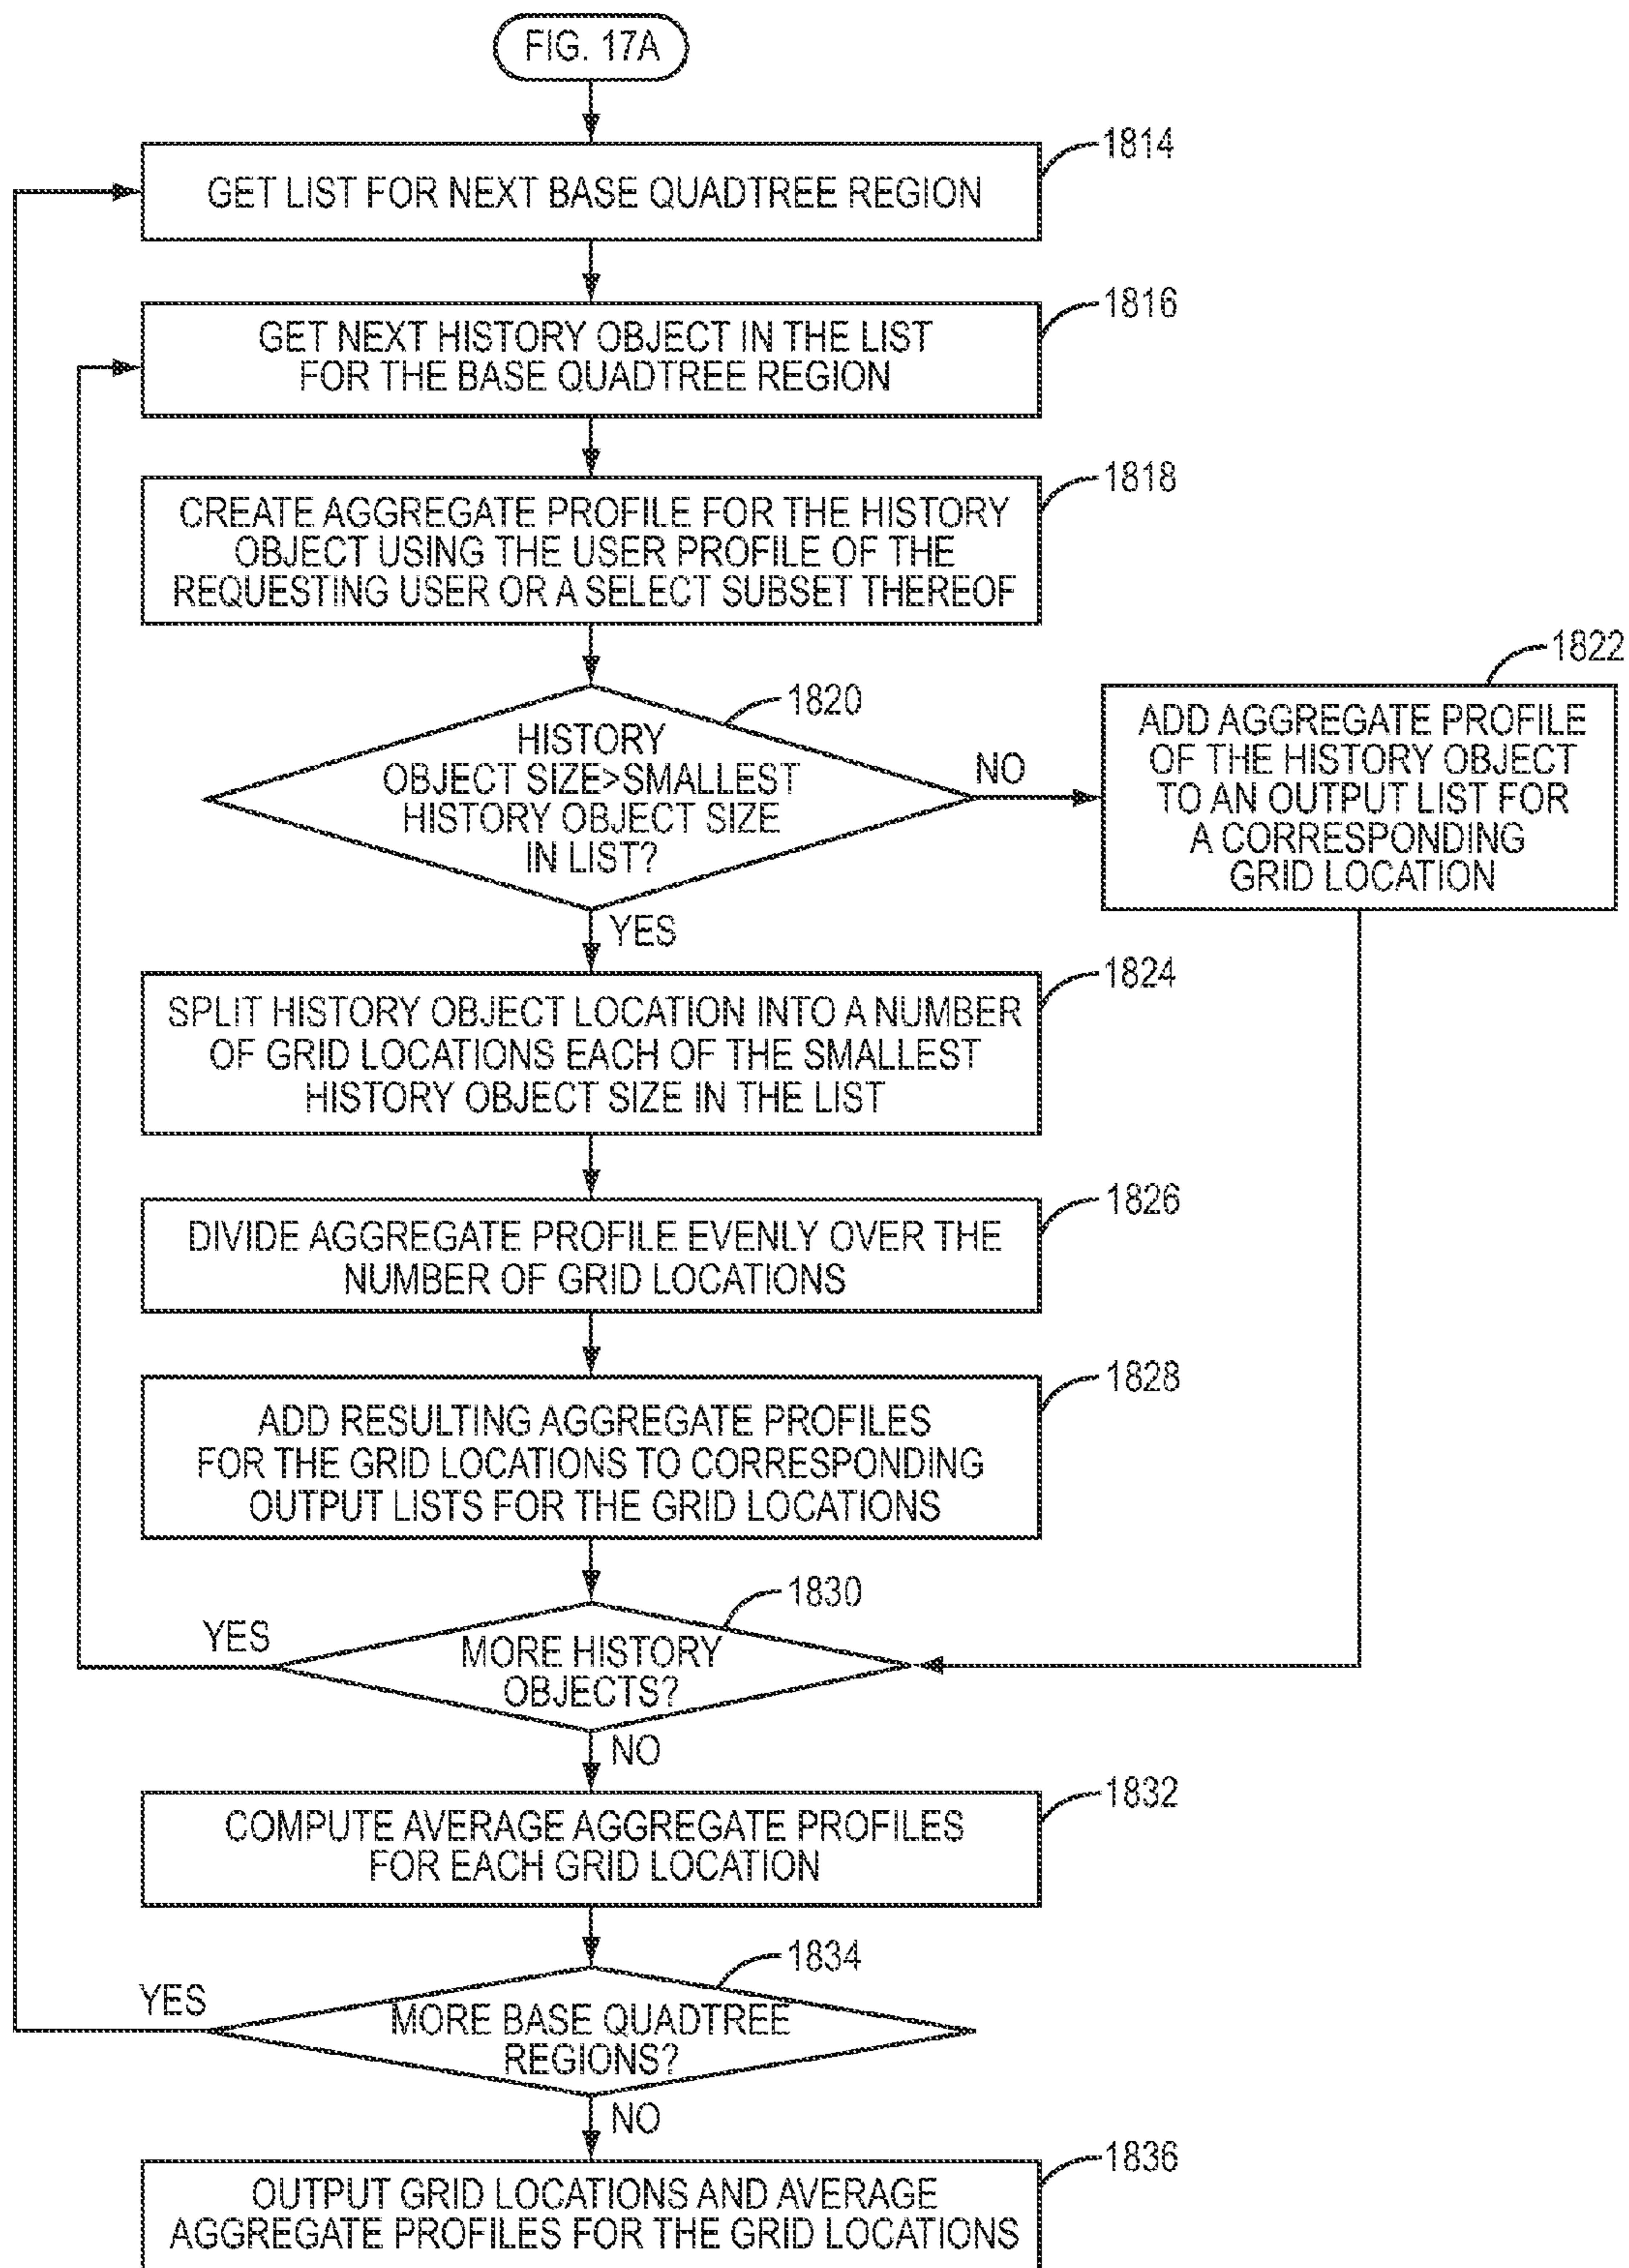 FIG. 17A
1814
GET LIST FOR NEXT BASE QUADTREE REGION
1816
GET NEXT HISTORY OBJECT IN THE LIST
FOR THE BASE QUADTREE REGION
1818
CREATE AGGREGATE PROFILE FOR THE HISTORY
OBJECT USING THE USER PROFILE OF THE
REQUESTING USER OR A SELECT SUBSET THEREOF
1820
HISTORY
OBJECT SIZE>SMALLEST
HISTORY OBJECT SIZE
IN LIST?
NO
1822
ADD AGGREGATE PROFILE
OF THE HISTORY OBJECT
TO AN OUTPUT LIST FOR
A CORRESPONDING
GRID LOCATION
YES
1824
SPLIT HISTORY OBJECT LOCATION INTO A NUMBER
OF GRID LOCATIONS EACH OF THE SMALLEST
HISTORY OBJECT SIZE IN THE LIST
1826
DIVIDE AGGREGATE PROFILE EVENLY OVER THE
NUMBER OF GRID LOCATIONS
1828
ADD RESULTING AGGREGATE PROFILES
FOR THE GRID LOCATIONS TO CORRESPONDING
OUTPUT LISTS FOR THE GRID LOCATIONS
1830
YES
MORE HISTORY
OBJECTS?
NO
1832
COMPUTE AVERAGE AGGREGATE PROFILES
FOR EACH GRID LOCATION
1834
YES
MORE BASE QUADTREE
REGIONS?
NO
1836
OUTPUT GRID LOCATIONS AND AVERAGE
AGGREGATE PROFILES FOR THE GRID LOCATIONS